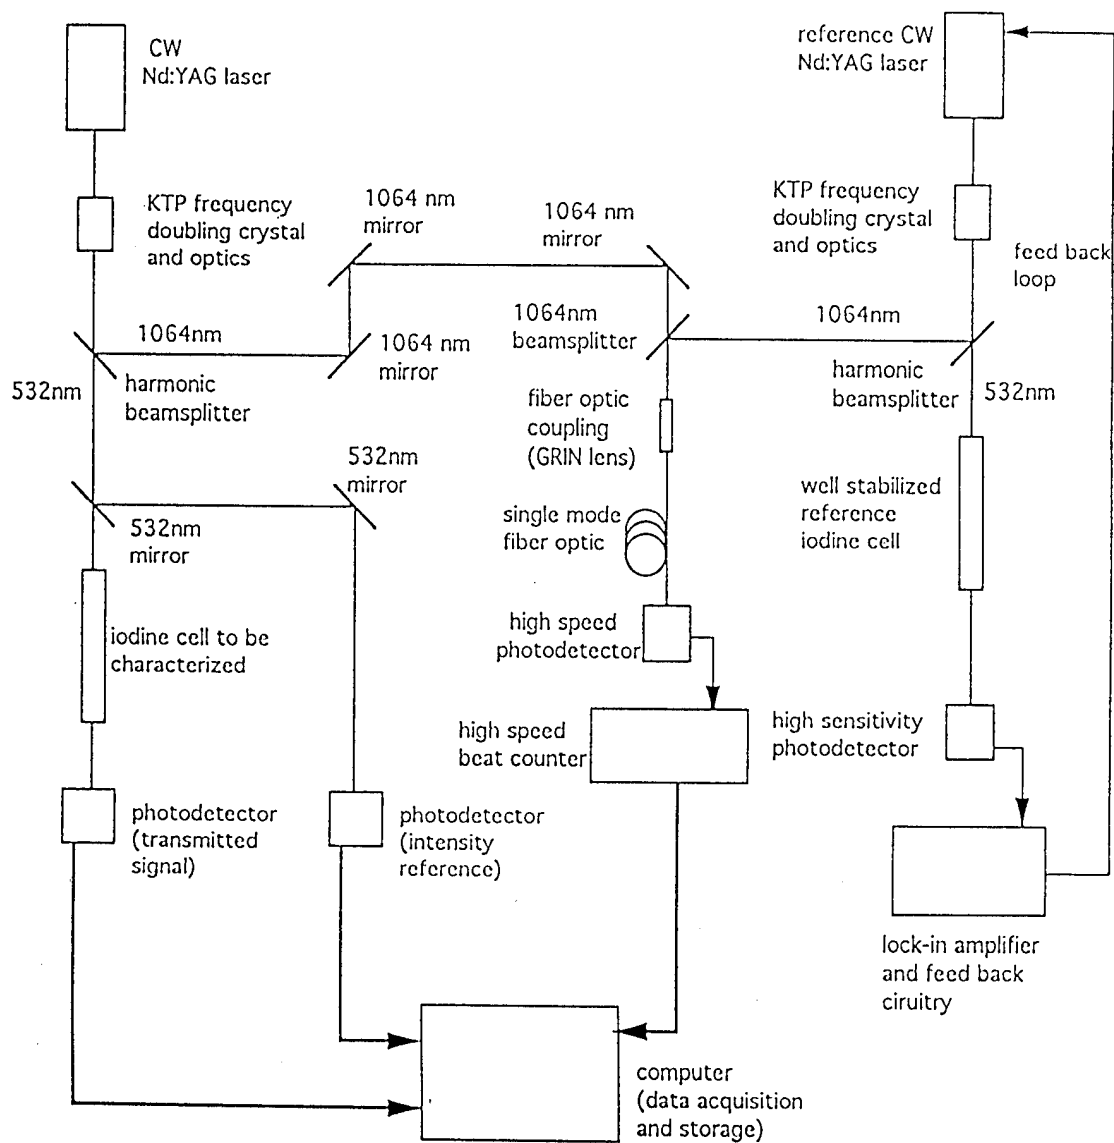 CW
Nd:YAG laser
reference CW
Nd:YAG laser
KTP frequency
doubling crystal
and optics
1064 nm
mirror
1064 nm
mirror
KTP frequency
doubling crystal
and optics
feed back
loop
1064nm
1064 nm
mirror
1064nm
beamsplitter
1064nm
532nm
harmonic
beamsplitter
harmonic
beamsplitter
532nm
fiber optic
coupling
(GRIN lens)
532nm
mirror
532nm
mirror
single mode
fiber optic
well stabilized
reference
iodine cell
iodine cell to be
characterized
high speed
photodetector
high speed
beat counter
high sensitivity
photodetector
photodetector
(transmitted
signal)
photodetector
(intensity
reference)
lock-in amplifier
and feed back
ciruitry
computer
(data acquisition
and storage)